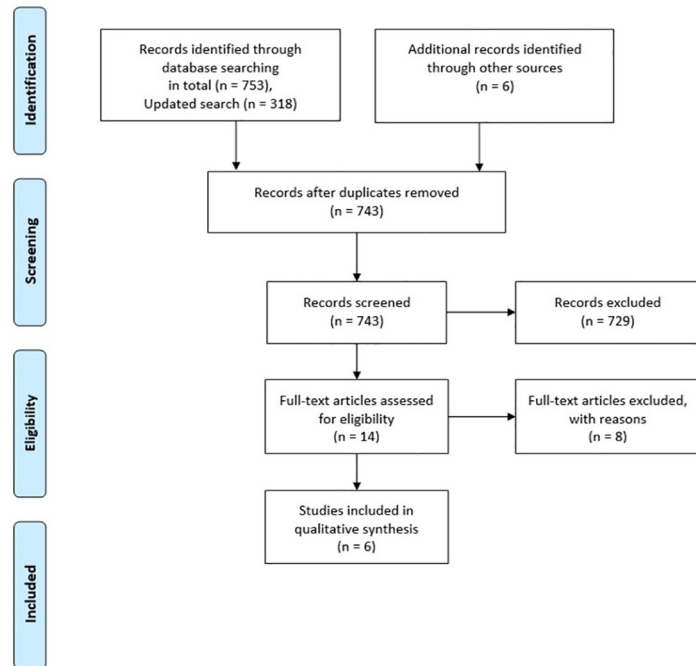 Identification
Records identified through
database searching
in total (n = 753),
Updated search (n = 318)
Additional records identified
through other sources
(n = 6)
Screening
Records after duplicates removed
(n = 743)
Records screened
(n = 743)
Records excluded
(n = 729)
Eligibility
Full-text articles assessed
for eligibility
(n = 14)
Full-text articles excluded,
with reasons
(n = 8)
Included
Studies included in
qualitative synthesis
(n = 6)